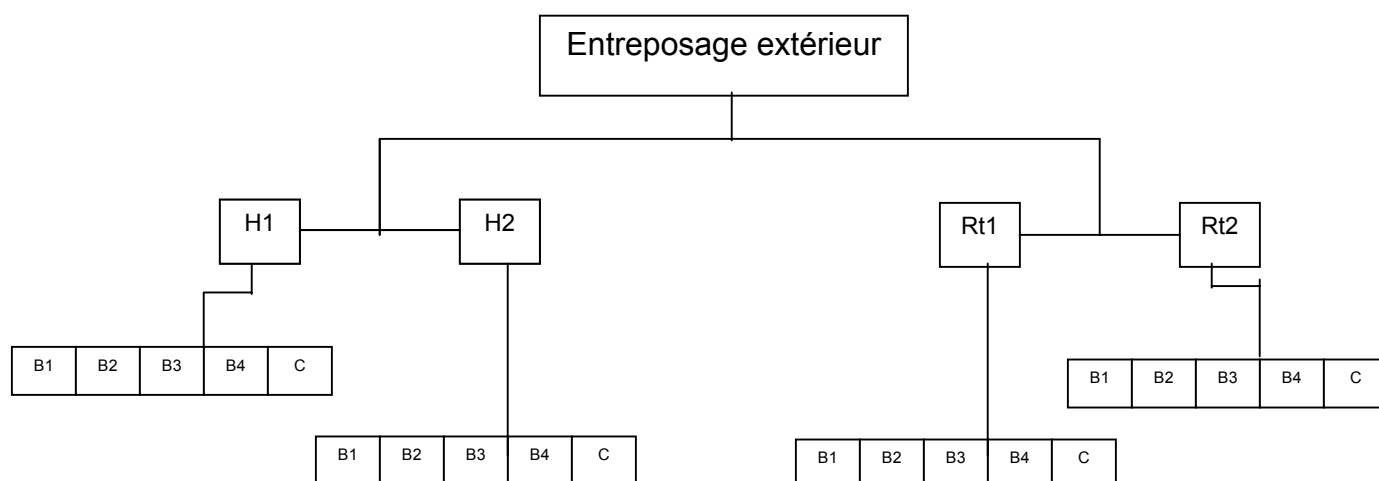 Entreposage extérieur
H1 H2 Rt1 Rt2
B1 B2 B3 B4 C
B1 B2 B3 B4 C
B1 B2 B3 B4 C
B1 B2 B3 B4 C